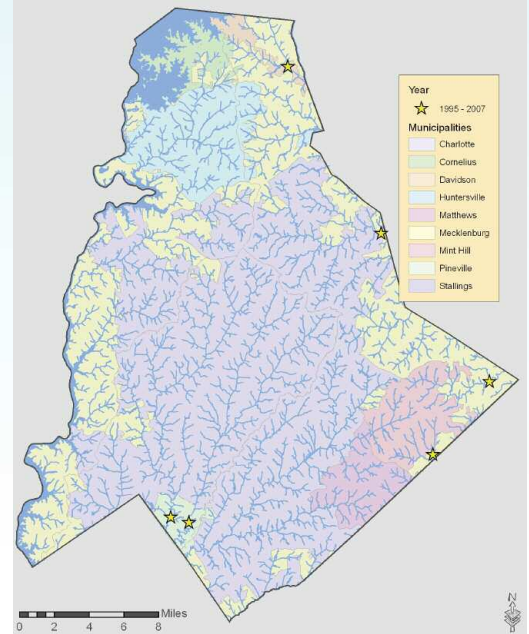 Year
1995 - 2007
Municipalities
Charlotte
Cornelius
Davidson
Huntersville
Matthews
Mecklenburg
Mint Hill
Pineville
Stallings
Miles
0 2 4 8
N